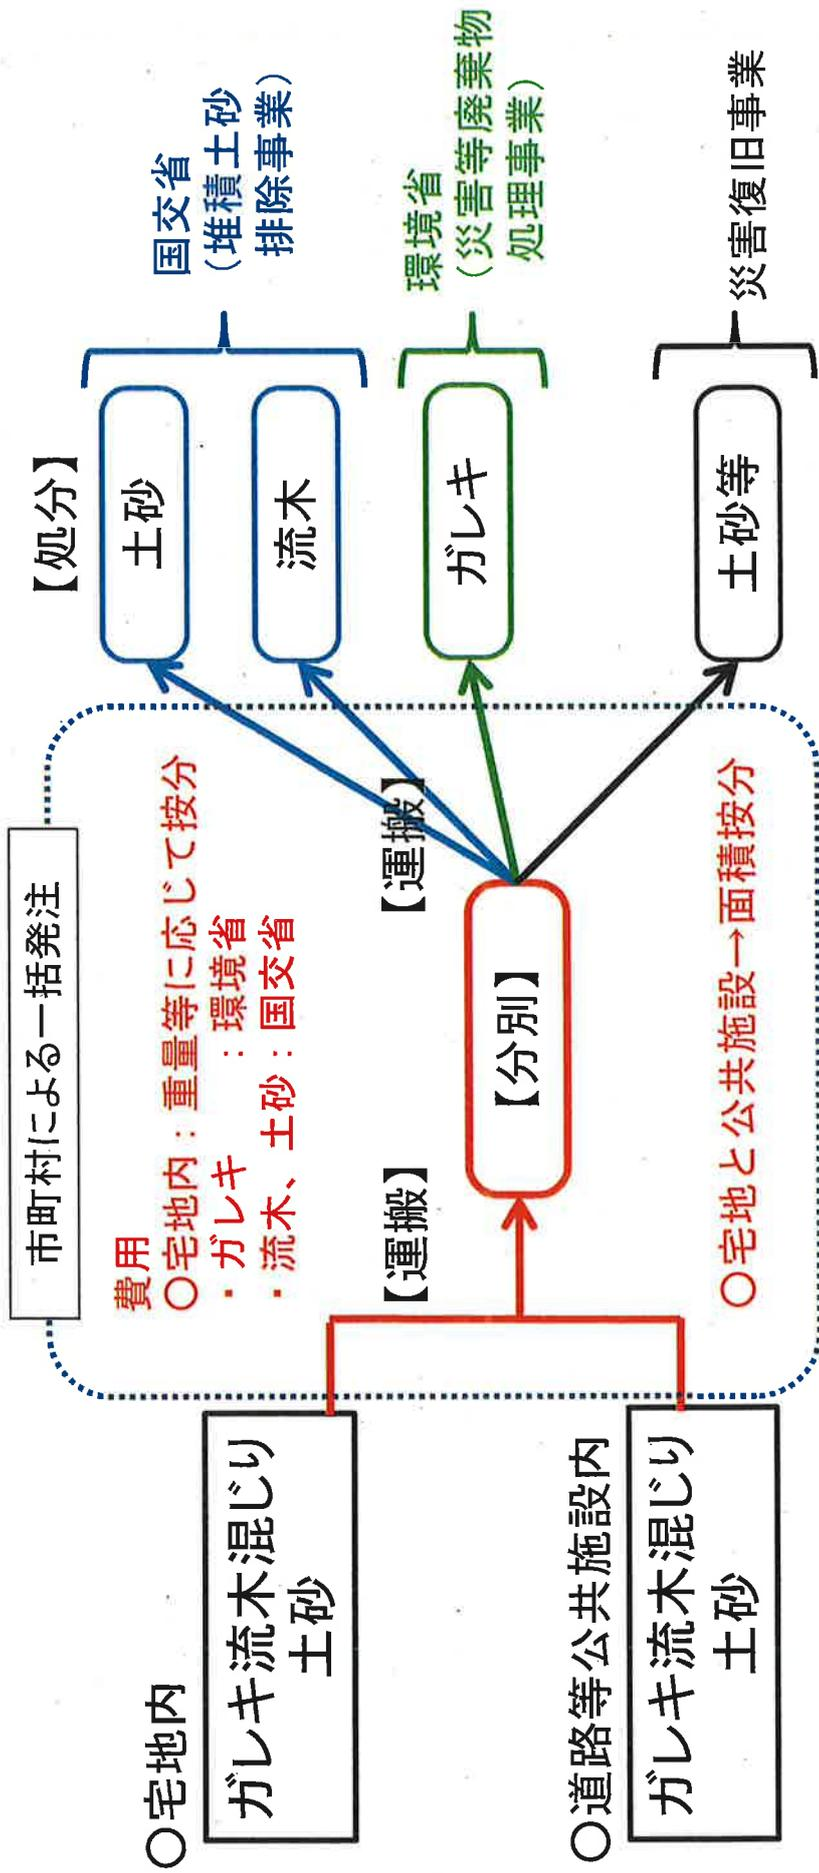 市町村による一括発注
○宅地内
ガレキ流木混じり
土砂
○道路等公共施設内
ガレキ流木混じり
土砂
費用
○宅地内：重量等に応じて按分
・ガレキ　　：環境省
・流木、土砂：国交省
【運搬】
【分別】
【運搬】
○宅地と公共施設→面積按分
【処分】
土砂
流木
ガレキ
土砂等
国交省
（堆積土砂
排除事業）
環境省
（災害等廃棄物
処理事業）
災害復旧事業